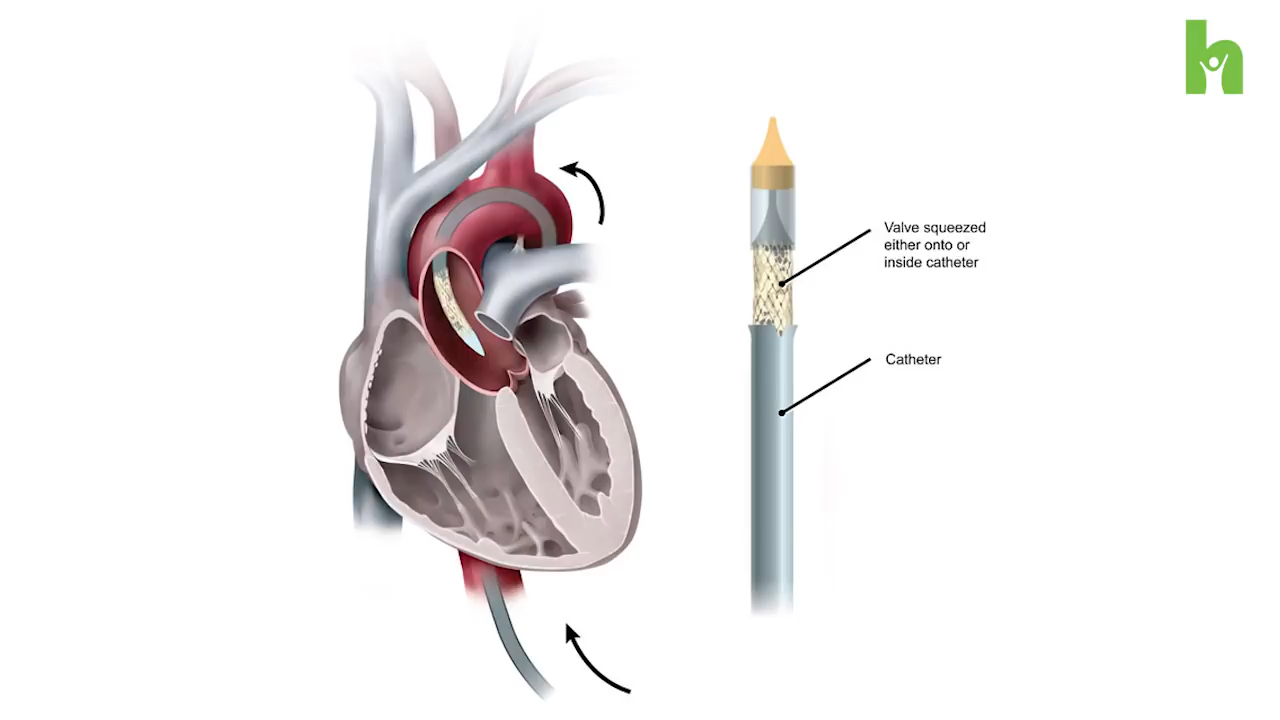 Valve squeezed
either onto or
inside catheter
Catheter